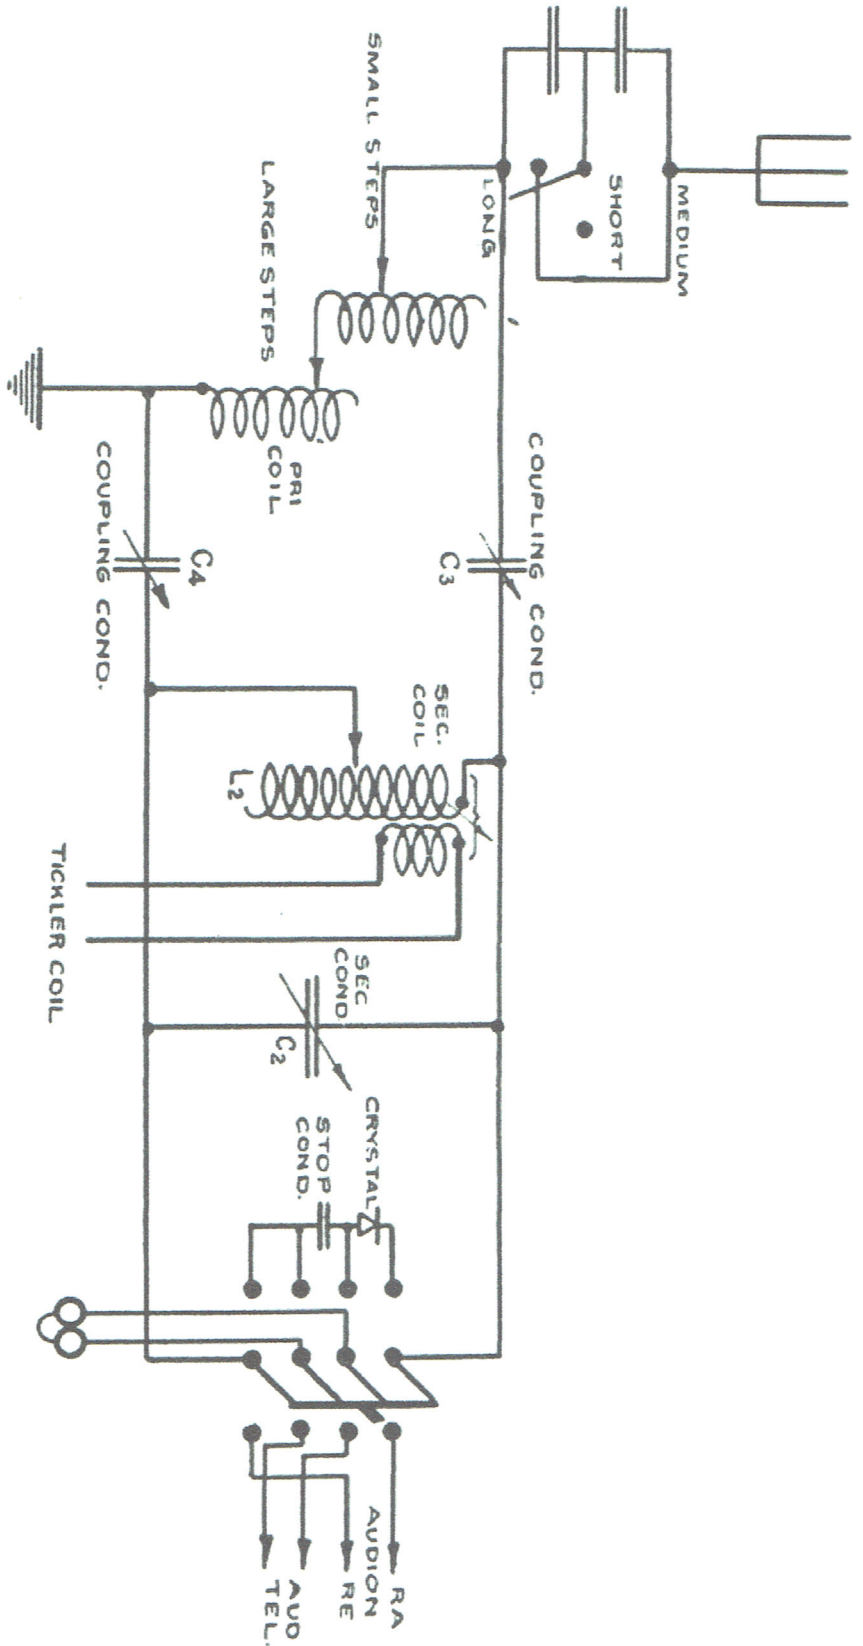 MEDIUM
SHORT
LONG
SMALL STEPS
LARGE STEPS
PRI
COIL
COUPLING COND.
C3
C4
COUPLING COND.
SEC.
COIL
L2
TICKLER COIL
SEC
COND
C2
CRYSTAL
STOP
COND.
RA
AUDION
RE
AUD
TEL.